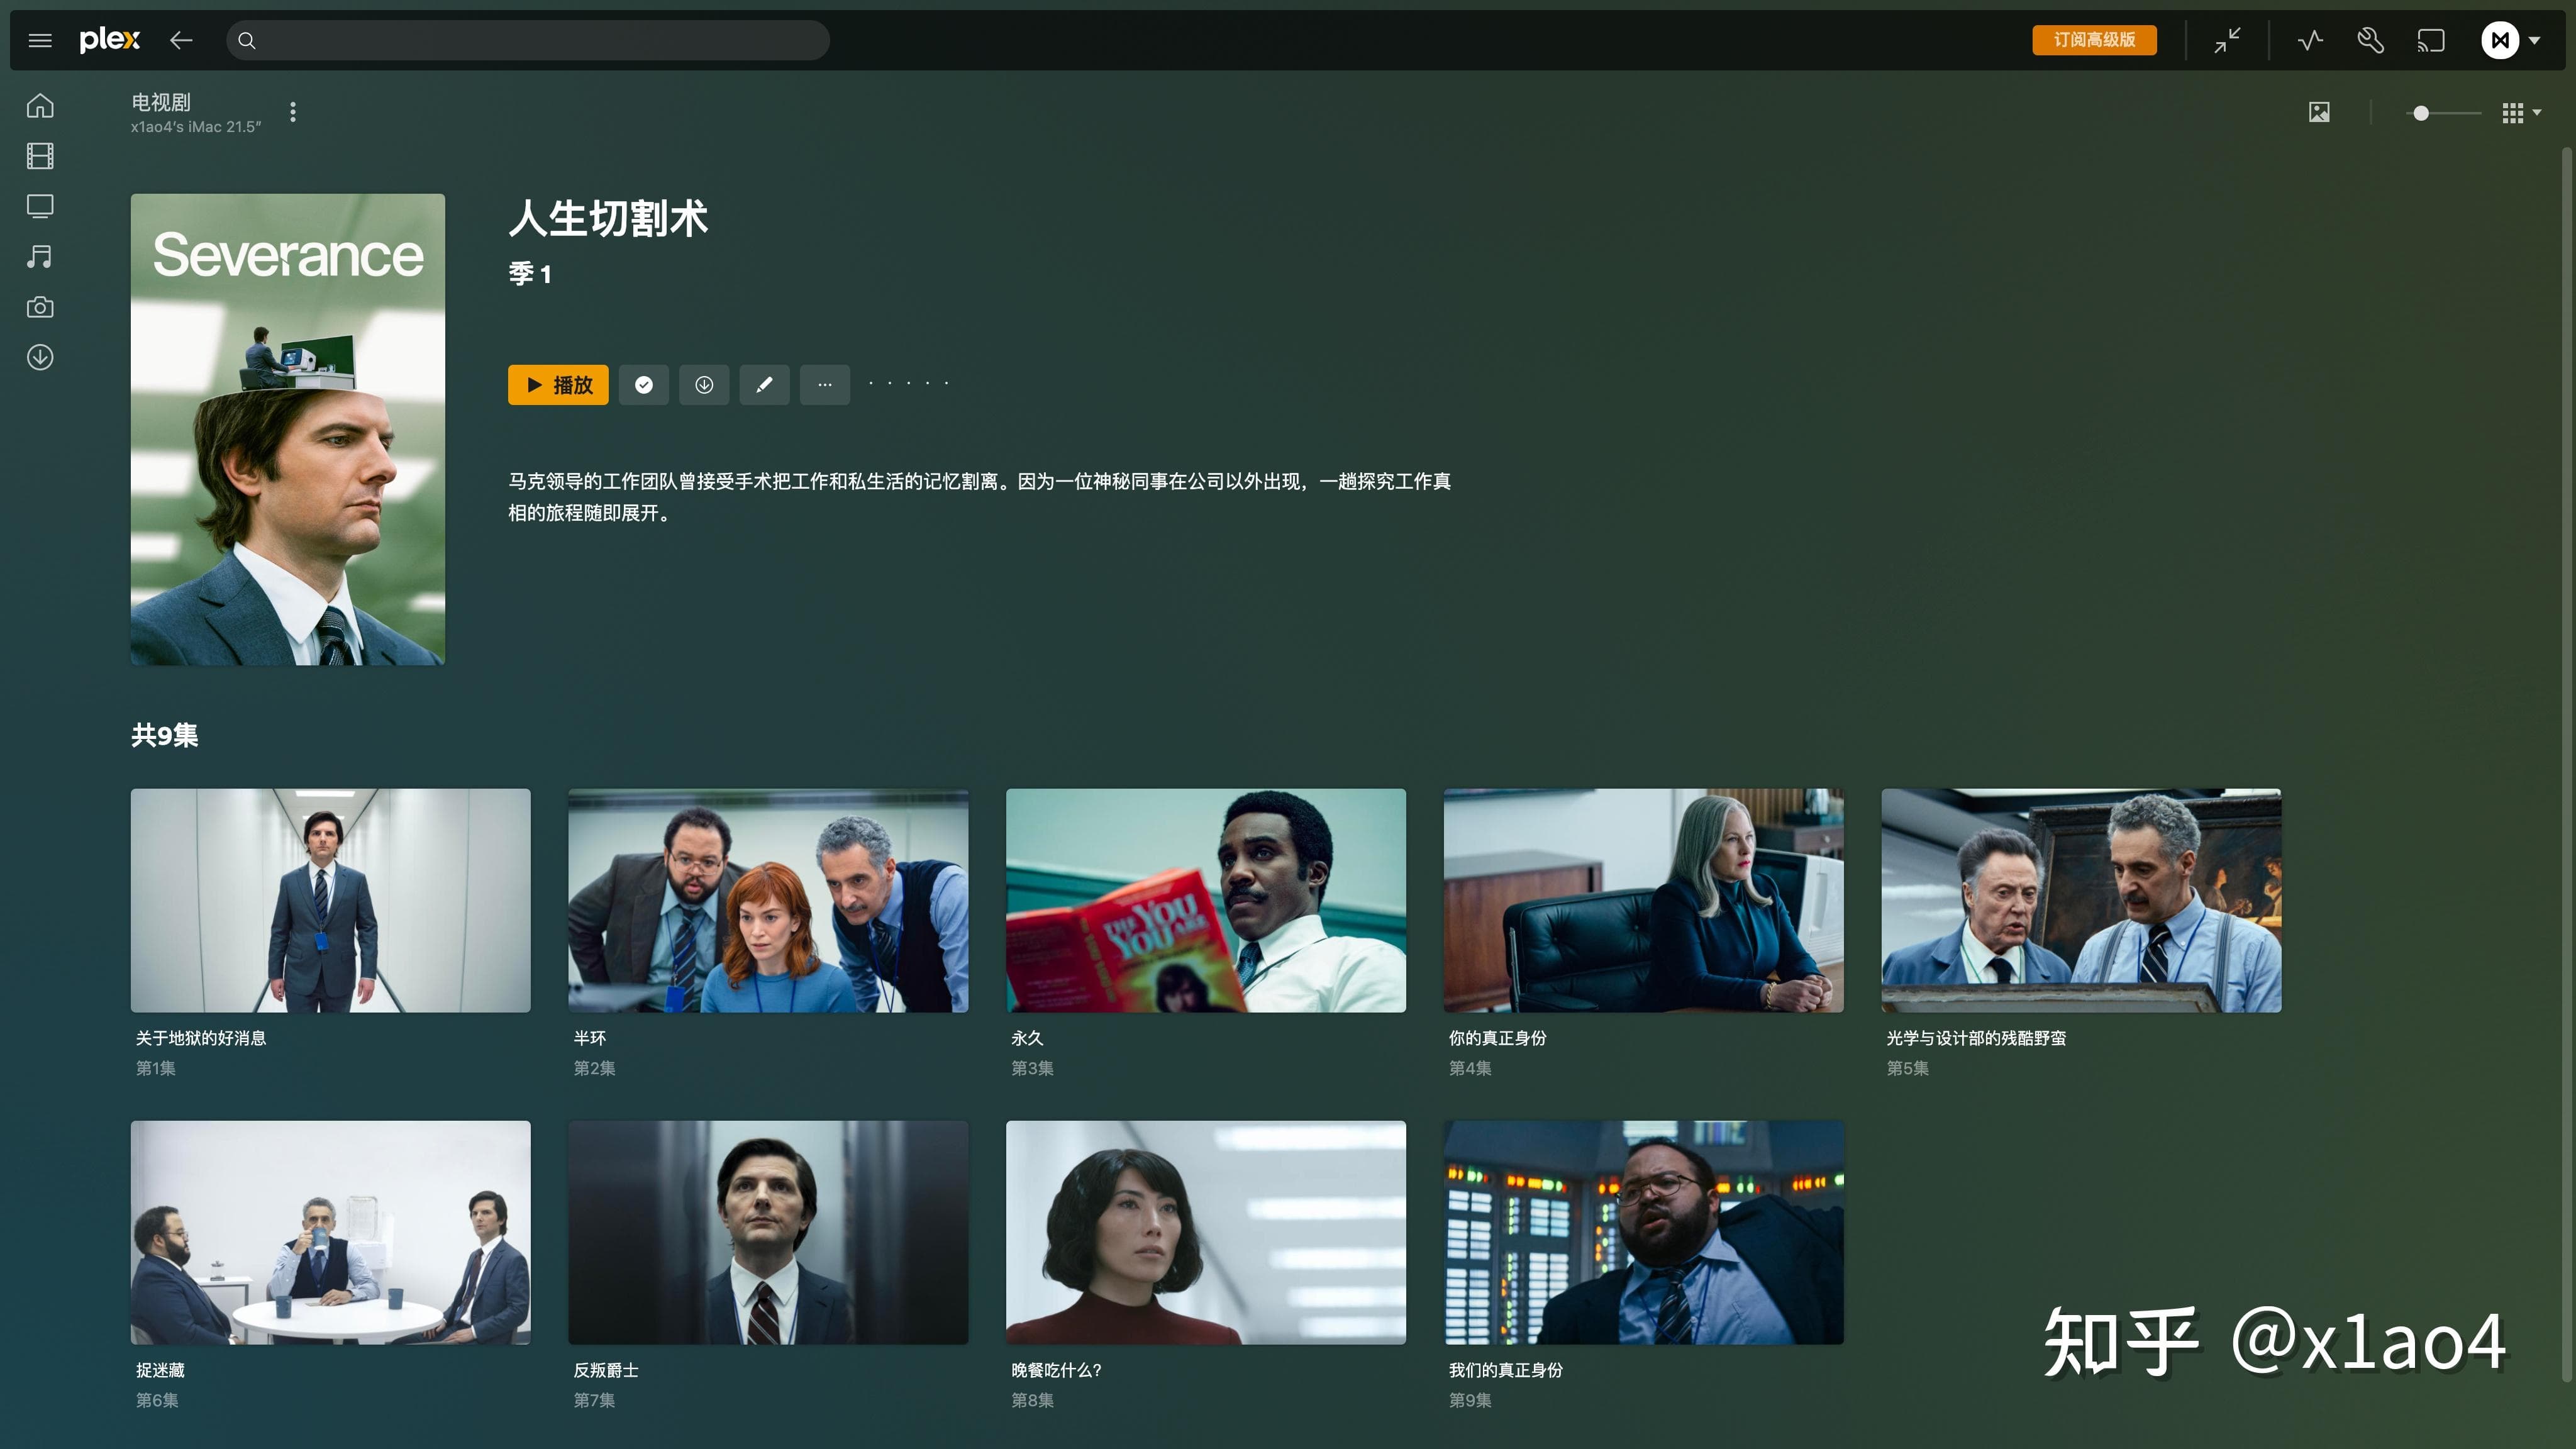 plex
订阅高级版
电视剧
x1ao4's iMac 21.5"
Severance
人生切割术
季 1
播放
马克领导的工作团队曾接受手术把工作和私生活的记忆割离。因为一位神秘同事在公司以外出现，一趟探究工作真
相的旅程随即展开。
共9集
THE YOU
YOU ARE
关于地狱的好消息
第1集
半环
第2集
永久
第3集
你的真正身份
第4集
光学与设计部的残酷野蛮
第5集
捉迷藏
第6集
反叛爵士
第7集
晚餐吃什么?
第8集
我们的真正身份
第9集
知乎 @x1ao4